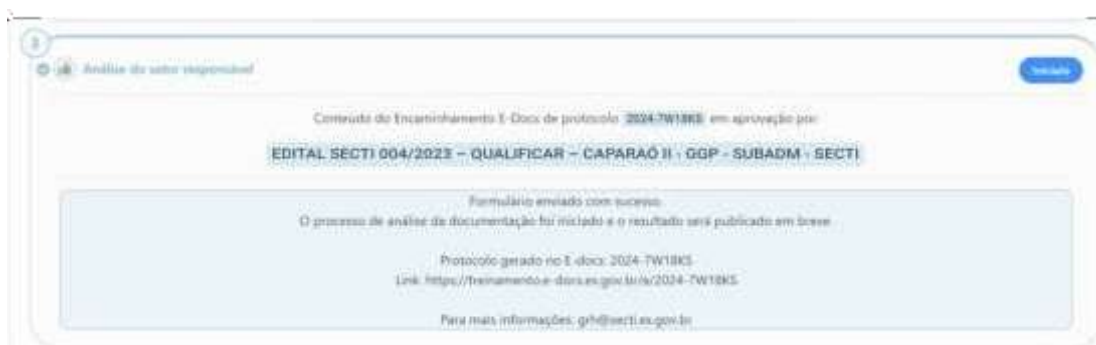 3
Análise do setor responsável
Iniciado
Conteúdo do Encaminhamento E-Docs de protocolo 2024-7W18KS em aprovação por:
EDITAL SECTI 004/2023 – QUALIFICAR – CAPARAÓ II - GGP - SUBADM - SECTI
Formulário enviado com sucesso.
O processo de análise da documentação foi iniciado e o resultado será publicado em breve.
Protocolo gerado no E-docs: 2024-7W18KS
Link: https://treinamento.e-docs.es.gov.br/e/2024-7W18KS
Para mais informações: grh@secti.es.gov.br